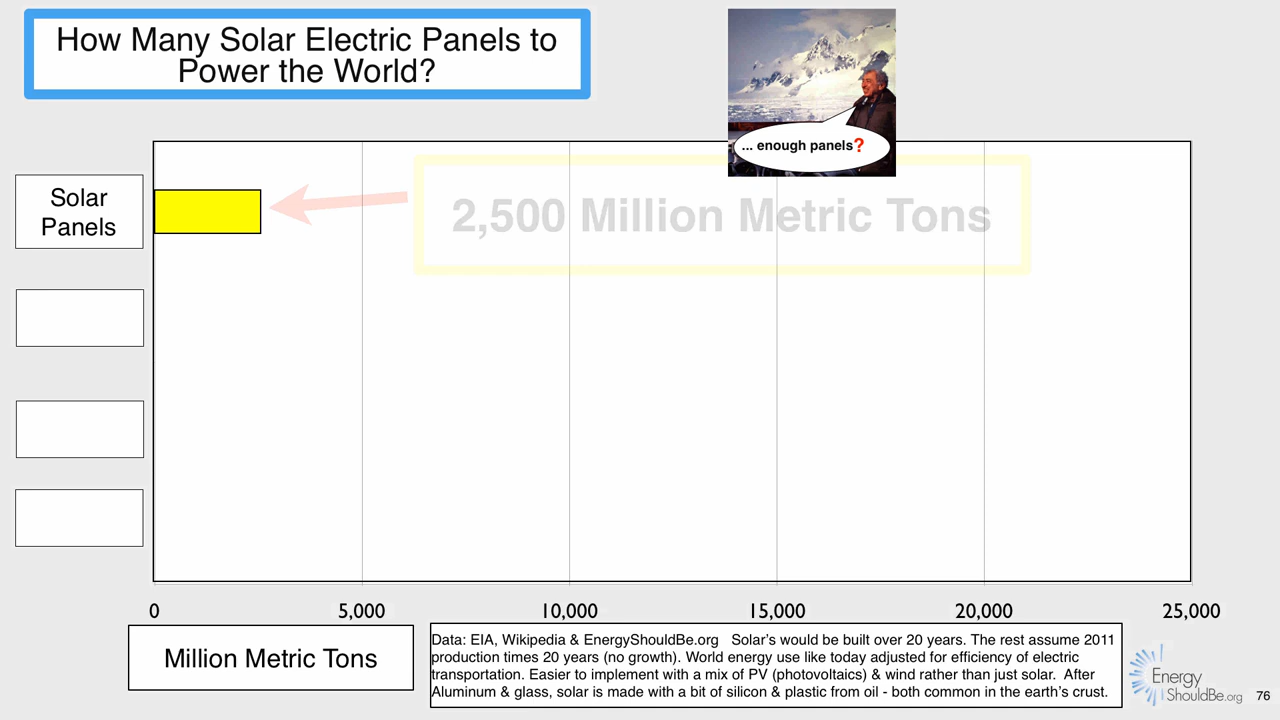 How Many Solar Electric Panels to
Power the World?
... enough panels?
Solar
Panels
2,500 Million Metric Tons
0
5,000
10,000
15,000
20,000
25,000
Million Metric Tons
Data: EIA, Wikipedia & EnergyShouldBe.org Solar's would be built over 20 years. The rest assume 2011
production times 20 years (no growth). World energy use like today adjusted for efficiency of electric
transportation. Easier to implement with a mix of PV (photovoltaics) & wind rather than just solar. After
Aluminum & glass, solar is made with a bit of silicon & plastic from oil - both common in the earth's crust.
Energy
ShouldBe.org
76